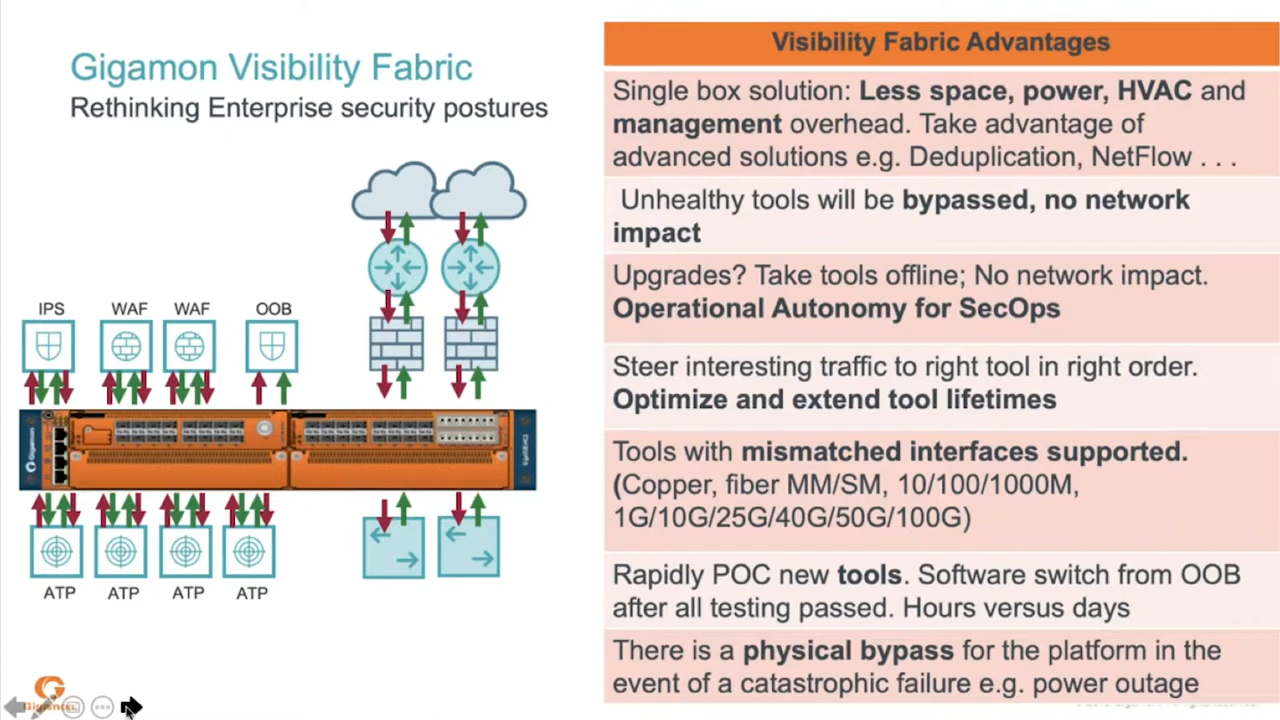 Gigamon Visibility Fabric
Rethinking Enterprise security postures
IPS
WAF
WAF
OOB
Gigamon
ATP
ATP
ATP
ATP
Visibility Fabric Advantages
Single box solution: Less space, power, HVAC and
management overhead. Take advantage of
advanced solutions e.g. Deduplication, NetFlow . . .
Unhealthy tools will be bypassed, no network
impact
Upgrades? Take tools offline; No network impact.
Operational Autonomy for SecOps
Steer interesting traffic to right tool in right order.
Optimize and extend tool lifetimes
Tools with mismatched interfaces supported.
(Copper, fiber MM/SM, 10/100/1000M,
1G/10G/25G/40G/50G/100G)
Rapidly POC new tools. Software switch from OOB
after all testing passed. Hours versus days
There is a physical bypass for the platform in the
event of a catastrophic failure e.g. power outage